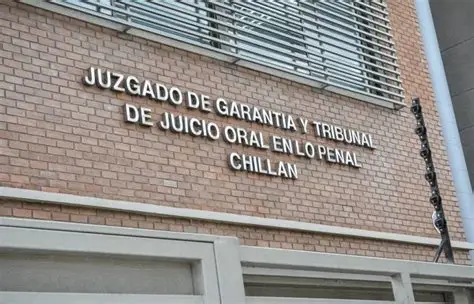 JUZGADO DE GARANTIA Y TRIBUNAL
DE JUICIO ORAL EN LO PENAL
CHILLAN